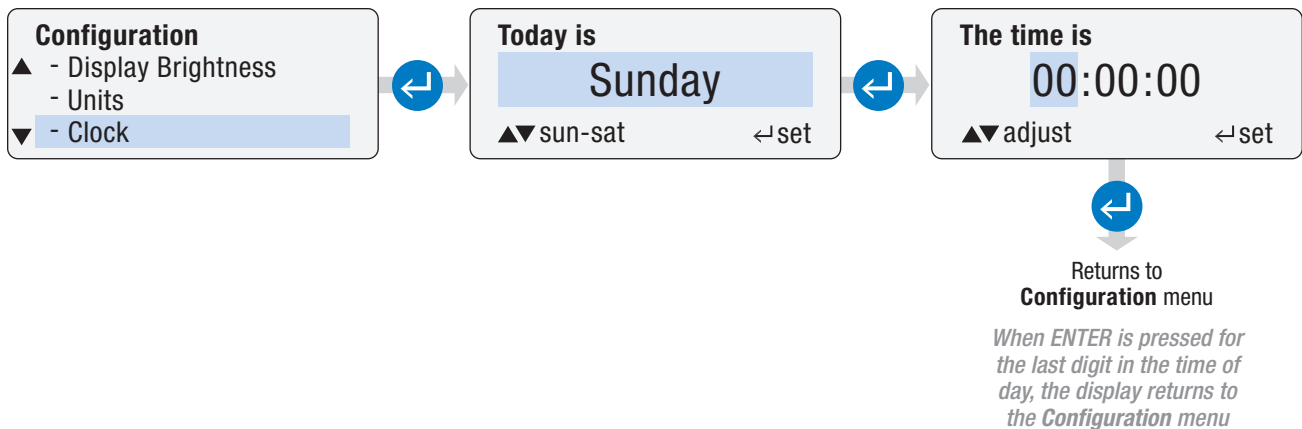 Configuration
- Display Brightness
- Units
- Clock
Today is
Sunday
▲▼ sun-sat ↵ set
The time is
00:00:00
▲▼ adjust ↵ set
Returns to
Configuration menu
When ENTER is pressed for
the last digit in the time of
day, the display returns to
the Configuration menu